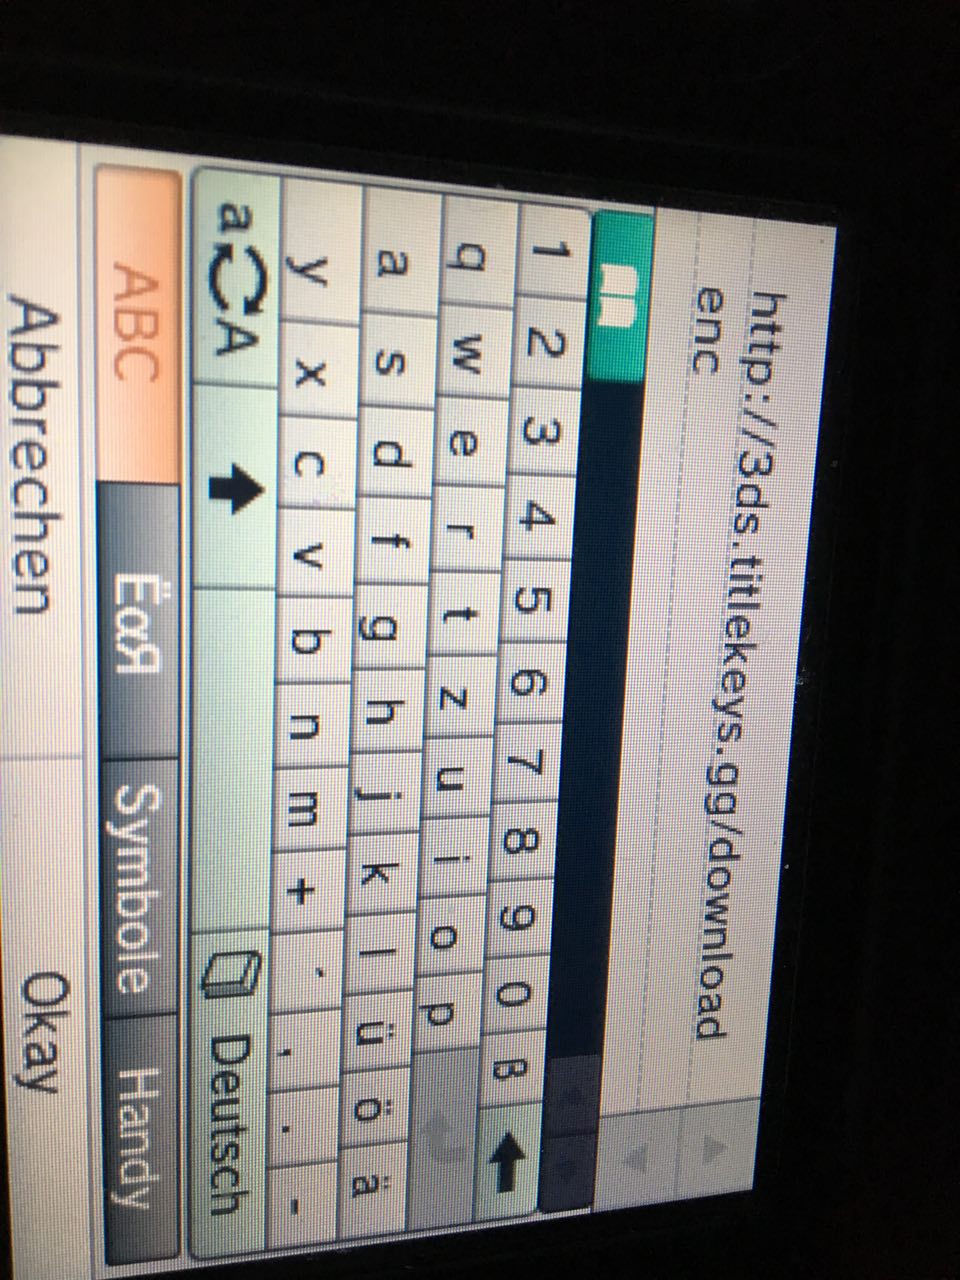 http://3ds.titlekeys.gg/download
enc
1 2 3 4 5 6 7 8 9 0 ß
q w e r t z u i o p
a s d f g h j k l ü ö ä
y x c v b n m + ' , . -
a A Deutsch
ABC ËαЯ Symbole Handy
Abbrechen Okay